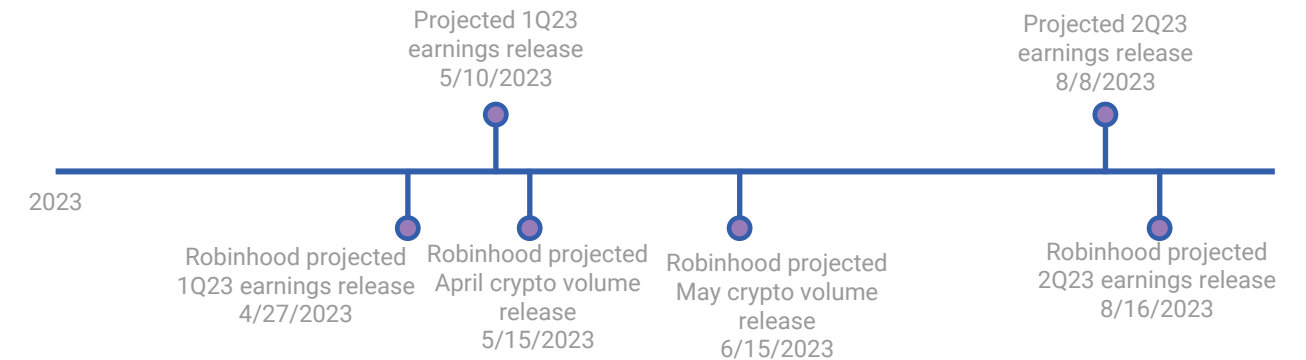 Projected 1Q23
earnings release
5/10/2023
Projected 2Q23
earnings release
8/8/2023
2023
Robinhood projected
1Q23 earnings release
4/27/2023
Robinhood projected
April crypto volume
release
5/15/2023
Robinhood projected
May crypto volume
release
6/15/2023
Robinhood projected
2Q23 earnings release
8/16/2023